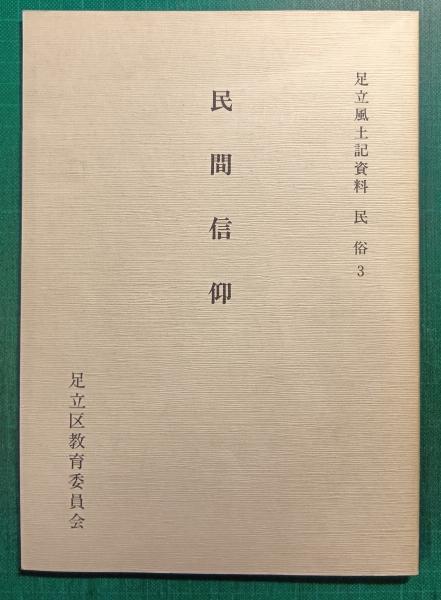 足立風土記資料 民俗3
民間信仰
足立区教育委員会